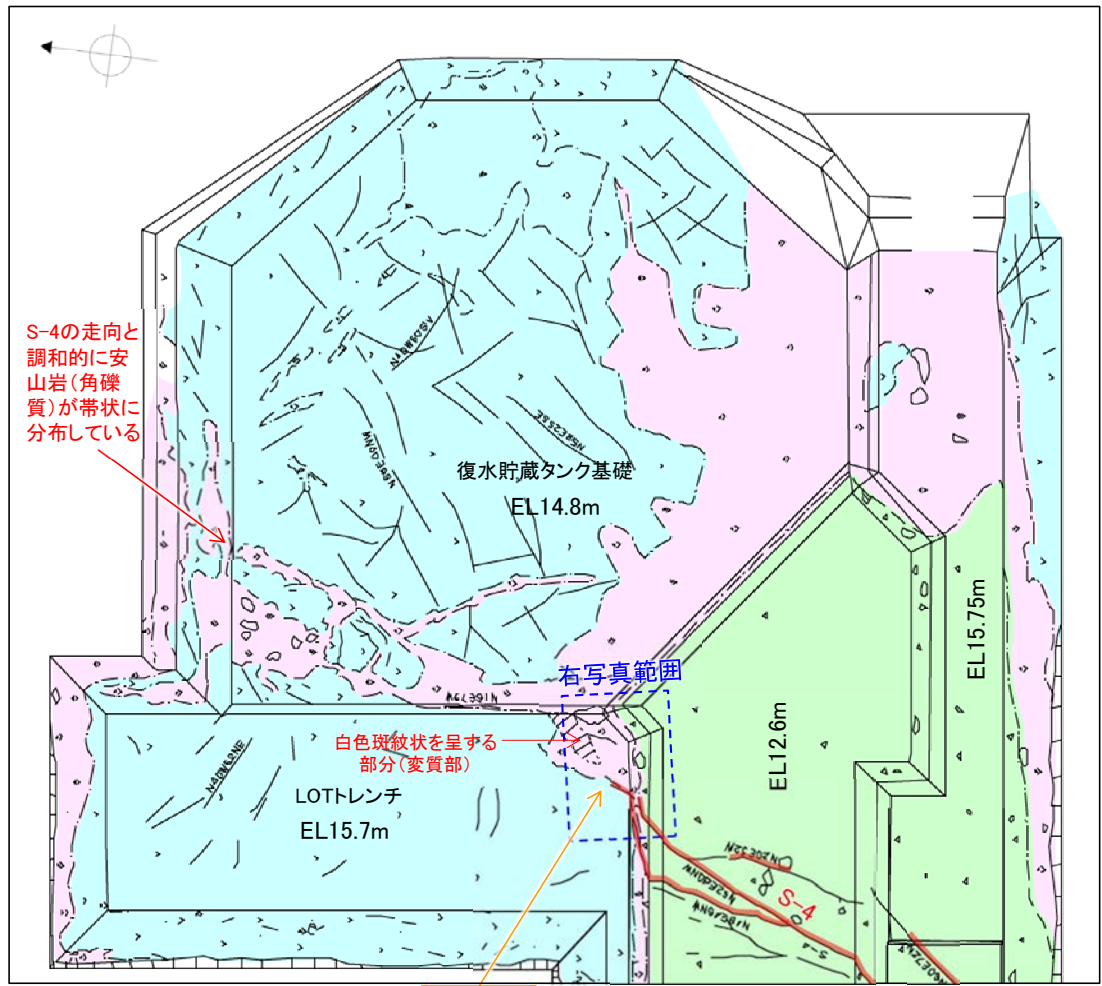 S-4の走向と
調和的に安
山岩(角礫
質)が帯状に
分布している
復水貯蔵タンク基礎
EL14.8m
EL15.75m
右写真範囲
EL12.6m
白色斑紋状を呈する
部分(変質部)
LOTトレンチ
EL15.7m
S-4